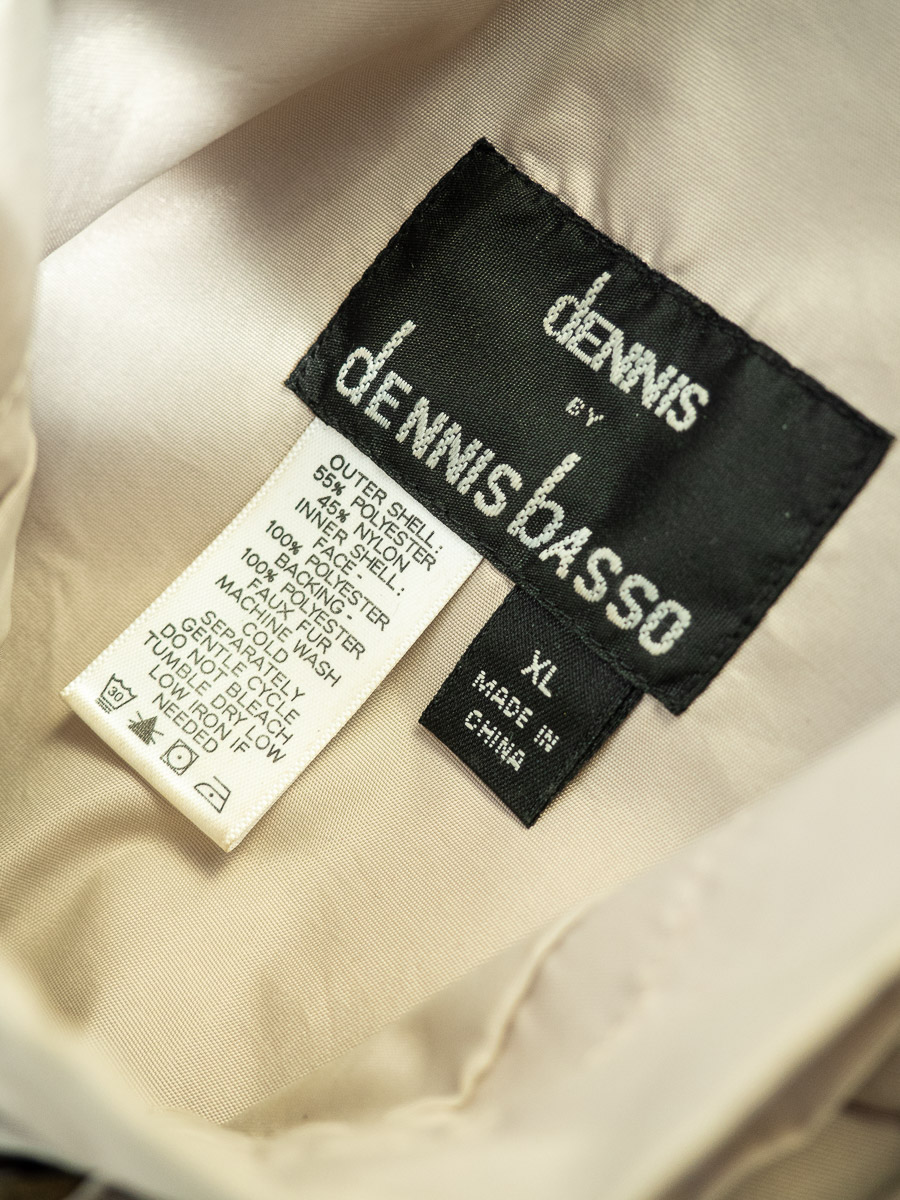 dENNIS
BY
dENNIS bASSO
OUTER SHELL:
55% POLYESTER
45% NYLON
INNER SHELL:
FACE-
100% POLYESTER
BACKING-
100% POLYESTER
FAUX FUR
MACHINE WASH
COLD
SEPARATELY
GENTLE CYCLE
DO NOT BLEACH
TUMBLE DRY LOW
LOW IRON IF
NEEDED
30
XL
MADE IN
CHINA